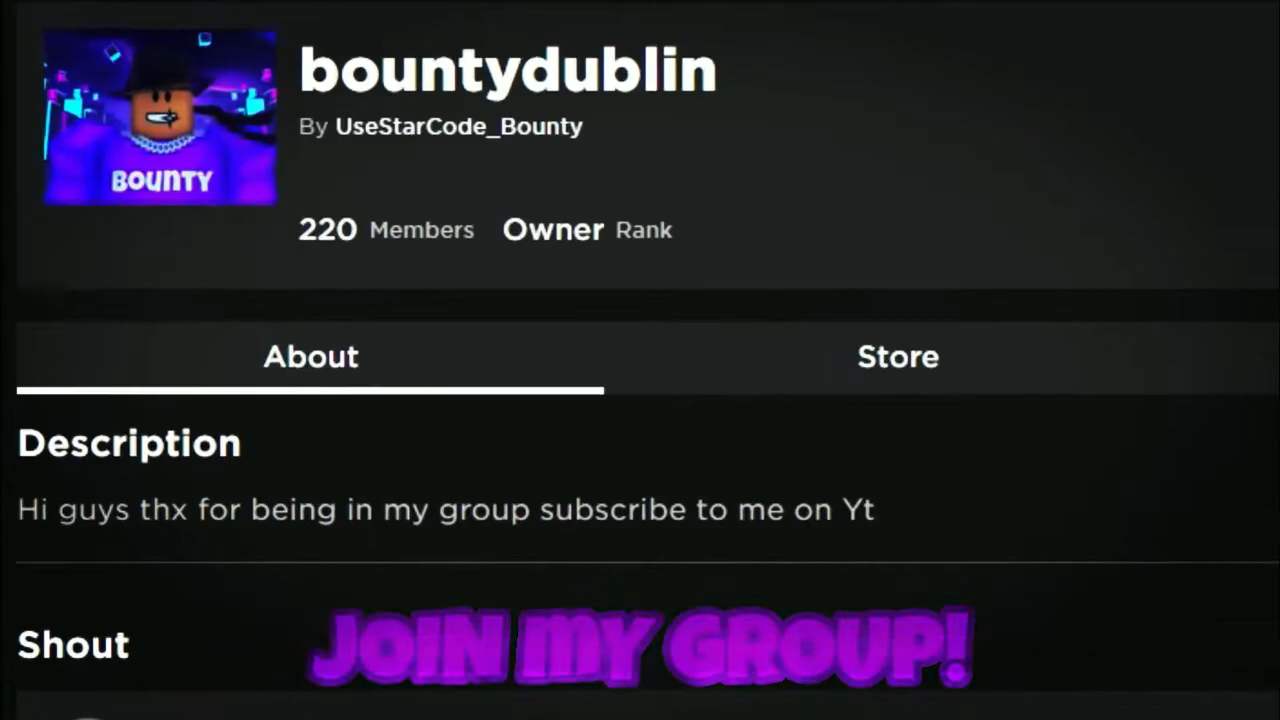 bountydublin
By UseStarCode_Bounty
BOUNTY
220 Members Owner Rank
About Store
Description
Hi guys thx for being in my group subscribe to me on Yt
Shout
JOIN MY GROUP!